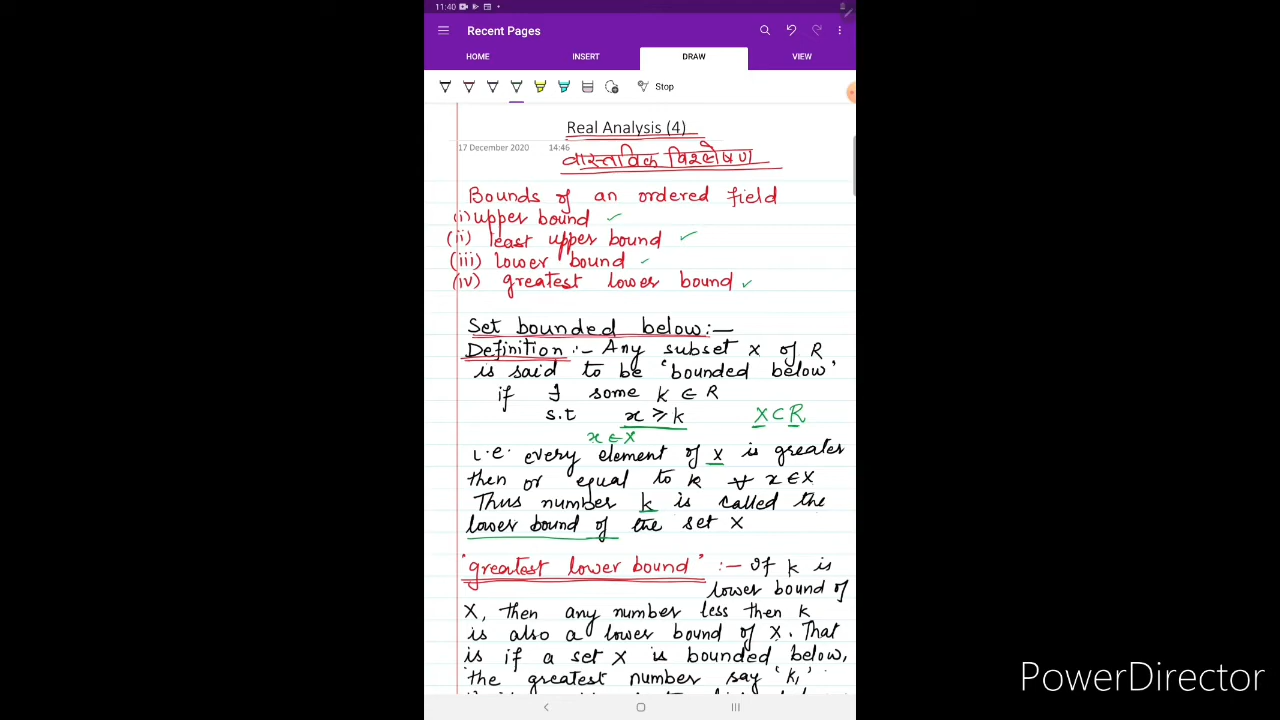 11:40
Recent Pages
HOME INSERT DRAW VIEW
Stop
Real Analysis (4)
17 December 2020 14:46
वास्तविक विश्लेषण
Bounds of an ordered field
(i) upper bound ✓
(ii) least upper bound ✓
(iii) lower bound ✓
(iv) greatest lower bound ✓
Set bounded below:—
Definition :- Any subset X of R
is said to be 'bounded below'
if ∃ some k ∈ R
s.t x ≥ k X ⊂ R
x ∈ X
i.e. every element of X is greater
then or equal to k ∀ x ∈ X
Thus number k is called the
lower bound of the set X
"greatest lower bound" :- If k is
lower bound of
X, then any number less then k
is also a lower bound of X. That
is if a set X is bounded below,
the greatest number say 'k₁'
PowerDirector